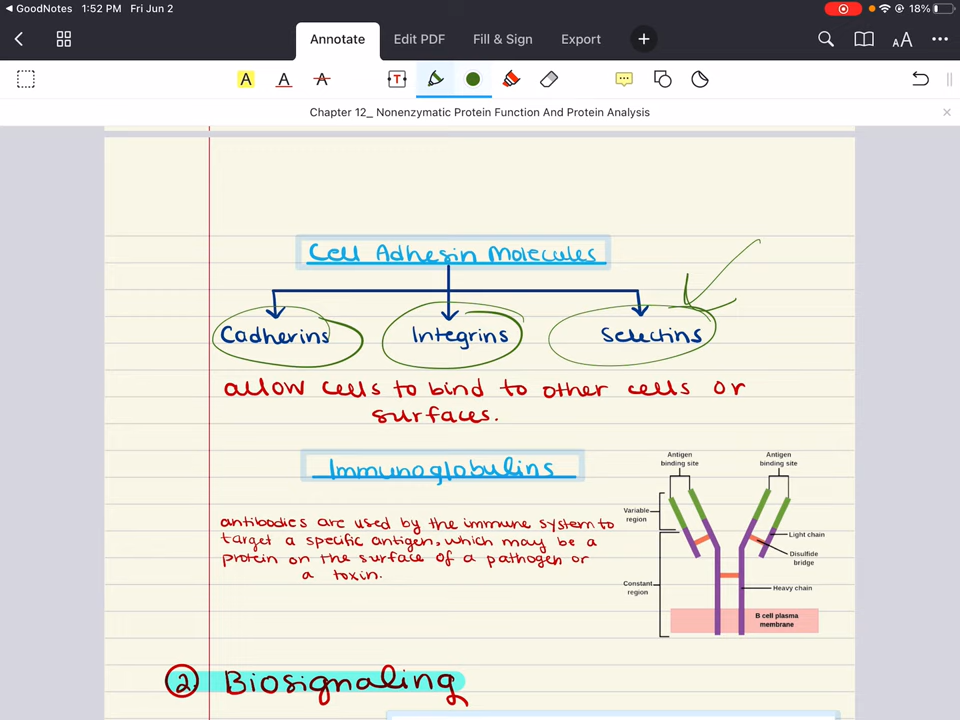 GoodNotes 1:52 PM Fri Jun 2 18%
Annotate Edit PDF Fill & Sign Export
AA
A A A T
Chapter 12_ Nonenzymatic Protein Function And Protein Analysis
Cell Adhesin Molecules
Cadherins Integrins Selectins
allow cells to bind to other cells or
surfaces.
Immunoglobulins
antibodies are used by the immune system to
target a specific antigen, which may be a
protein on the surface of a pathogen or
a toxin.
Antigen
binding site
Antigen
binding site
Variable
region
Light chain
Disulfide
bridge
Constant
region
Heavy chain
B cell plasma
membrane
2. Biosignaling